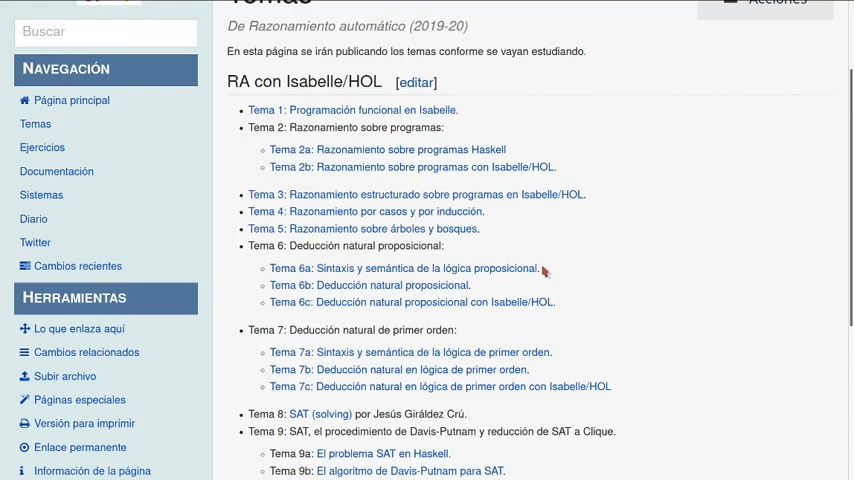 Temas
Acciones
De Razonamiento automático (2019-20)
En esta página se irán publicando los temas conforme se vayan estudiando.
Buscar
NAVEGACIÓN
Página principal
Temas
Ejercicios
Documentación
Sistemas
Diario
Twitter
Cambios recientes
HERRAMIENTAS
Lo que enlaza aquí
Cambios relacionados
Subir archivo
Páginas especiales
Versión para imprimir
Enlace permanente
Información de la página
RA con Isabelle/HOL [editar]
Tema 1: Programación funcional en Isabelle.
Tema 2: Razonamiento sobre programas:
Tema 2a: Razonamiento sobre programas Haskell
Tema 2b: Razonamiento sobre programas con Isabelle/HOL.
Tema 3: Razonamiento estructurado sobre programas en Isabelle/HOL.
Tema 4: Razonamiento por casos y por inducción.
Tema 5: Razonamiento sobre árboles y bosques.
Tema 6: Deducción natural proposicional:
Tema 6a: Sintaxis y semántica de la lógica proposicional.
Tema 6b: Deducción natural proposicional.
Tema 6c: Deducción natural proposicional con Isabelle/HOL.
Tema 7: Deducción natural de primer orden:
Tema 7a: Sintaxis y semántica de la lógica de primer orden.
Tema 7b: Deducción natural en lógica de primer orden.
Tema 7c: Deducción natural en lógica de primer orden con Isabelle/HOL
Tema 8: SAT (solving) por Jesús Giráldez Crú.
Tema 9: SAT, el procedimiento de Davis-Putnam y reducción de SAT a Clique.
Tema 9a: El problema SAT en Haskell.
Tema 9b: El algoritmo de Davis-Putnam para SAT.